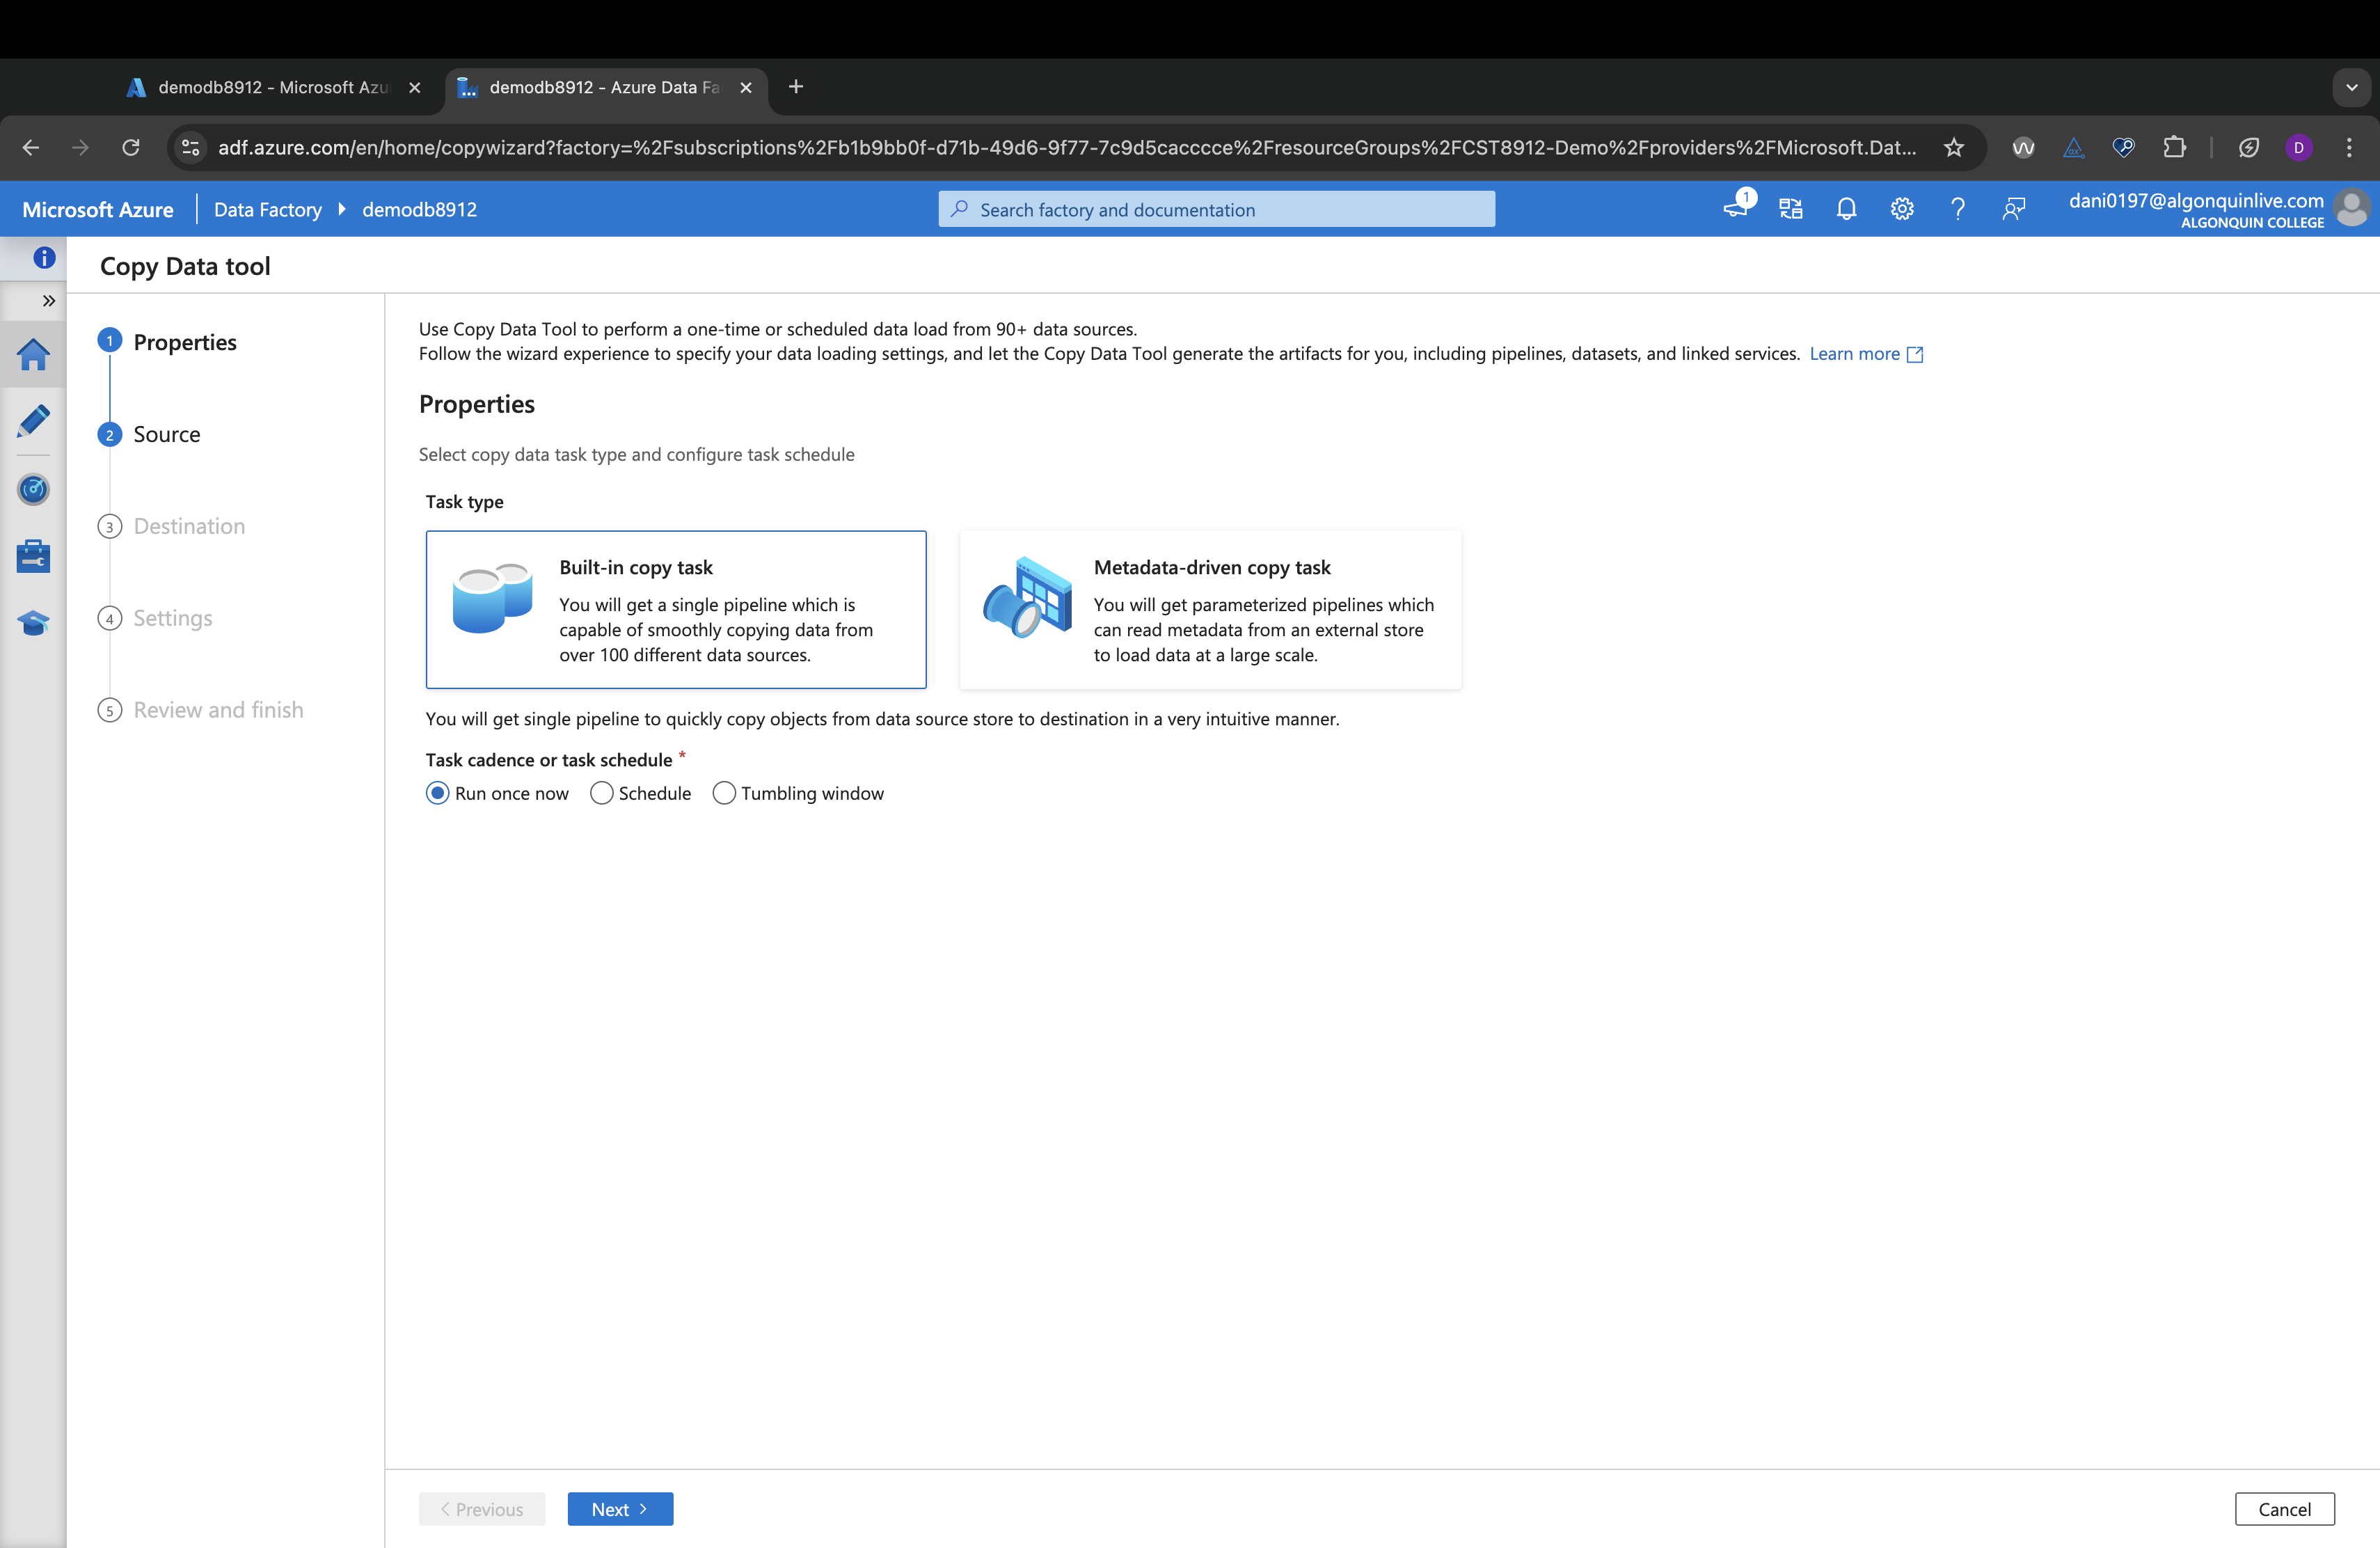 demodb8912 - Microsoft Azu
demodb8912 - Azure Data Fa
adf.azure.com/en/home/copywizard?factory=%2Fsubscriptions%2Fb1b9bb0f-d71b-49d6-9f77-7c9d5cacccce%2FresourceGroups%2FCST8912-Demo%2Fproviders%2FMicrosoft.Dat...
D
Microsoft Azure
Data Factory
demodb8912
Search factory and documentation
1
dani0197@algonquinlive.com
ALGONQUIN COLLEGE
Copy Data tool
1 Properties
2 Source
3 Destination
4 Settings
5 Review and finish
Use Copy Data Tool to perform a one-time or scheduled data load from 90+ data sources.
Follow the wizard experience to specify your data loading settings, and let the Copy Data Tool generate the artifacts for you, including pipelines, datasets, and linked services. Learn more
Properties
Select copy data task type and configure task schedule
Task type
Built-in copy task
You will get a single pipeline which is
capable of smoothly copying data from
over 100 different data sources.
Metadata-driven copy task
You will get parameterized pipelines which
can read metadata from an external store
to load data at a large scale.
You will get single pipeline to quickly copy objects from data source store to destination in a very intuitive manner.
Task cadence or task schedule *
Run once now
Schedule
Tumbling window
Previous
Next
Cancel